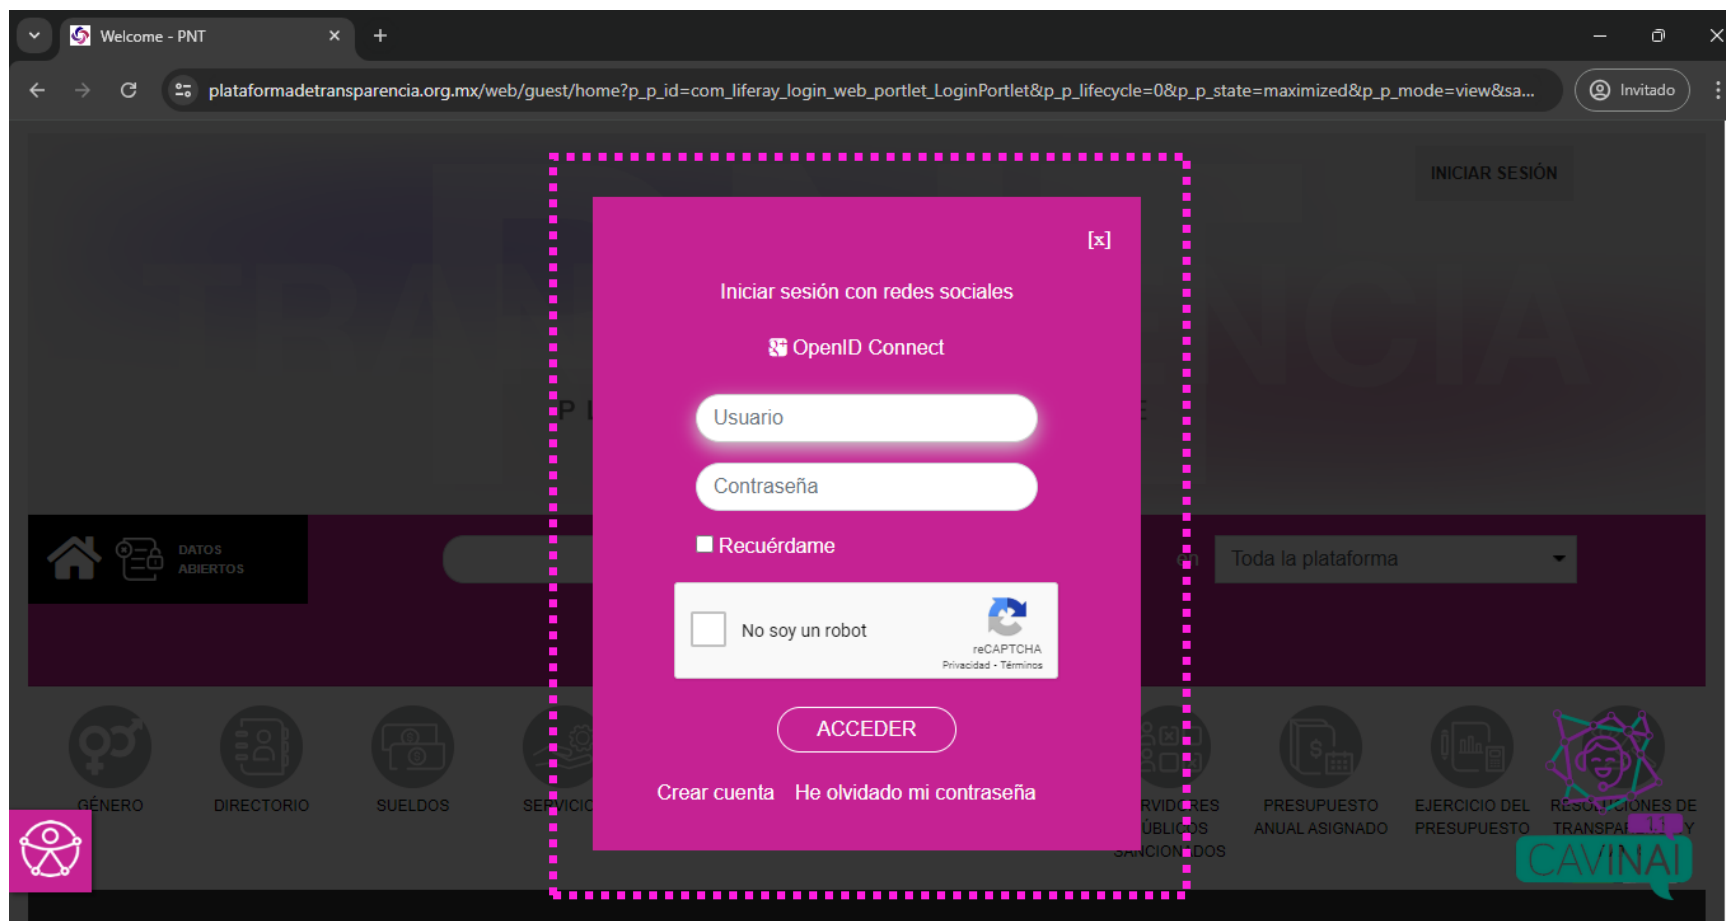 Welcome - PNT
plataformadetransparencia.org.mx/web/guest/home?p_p_id=com_liferay_login_web_portlet_LoginPortlet&p_p_lifecycle=0&p_p_state=maximized&p_p_mode=view&sa...
Invitado
INICIAR SESIÓN
[x]
Iniciar sesión con redes sociales
OpenID Connect
Usuario
Contraseña
Recuérdame
DATOS
ABIERTOS
en
Toda la plataforma
No soy un robot
reCAPTCHA
Privacidad - Términos
ACCEDER
Crear cuenta He olvidado mi contraseña
GÉNERO
DIRECTORIO
SUELDOS
PRESUPUESTO
ANUAL ASIGNADO
EJERCICIO DEL
PRESUPUESTO
RESOLUCIONES DE
CAVINAI